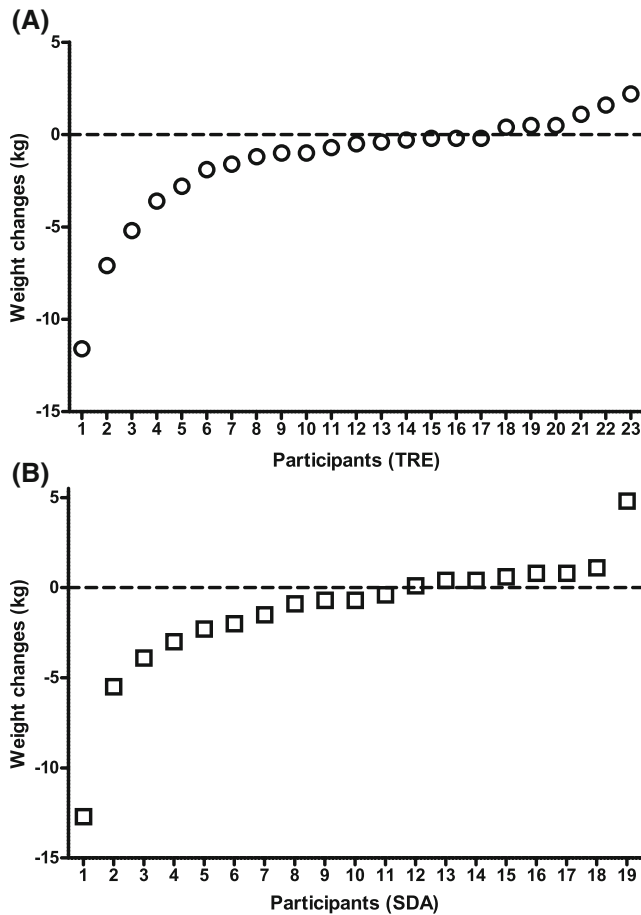 (A)
5
0
-5
-10
-15
Weight changes (kg)
1 2 3 4 5 6 7 8 9 10 11 12 13 14 15 16 17 18 19 20 21 22 23
Participants (TRE)
(B)
5
0
-5
-10
-15
Weight changes (kg)
1 2 3 4 5 6 7 8 9 10 11 12 13 14 15 16 17 18 19
Participants (SDA)